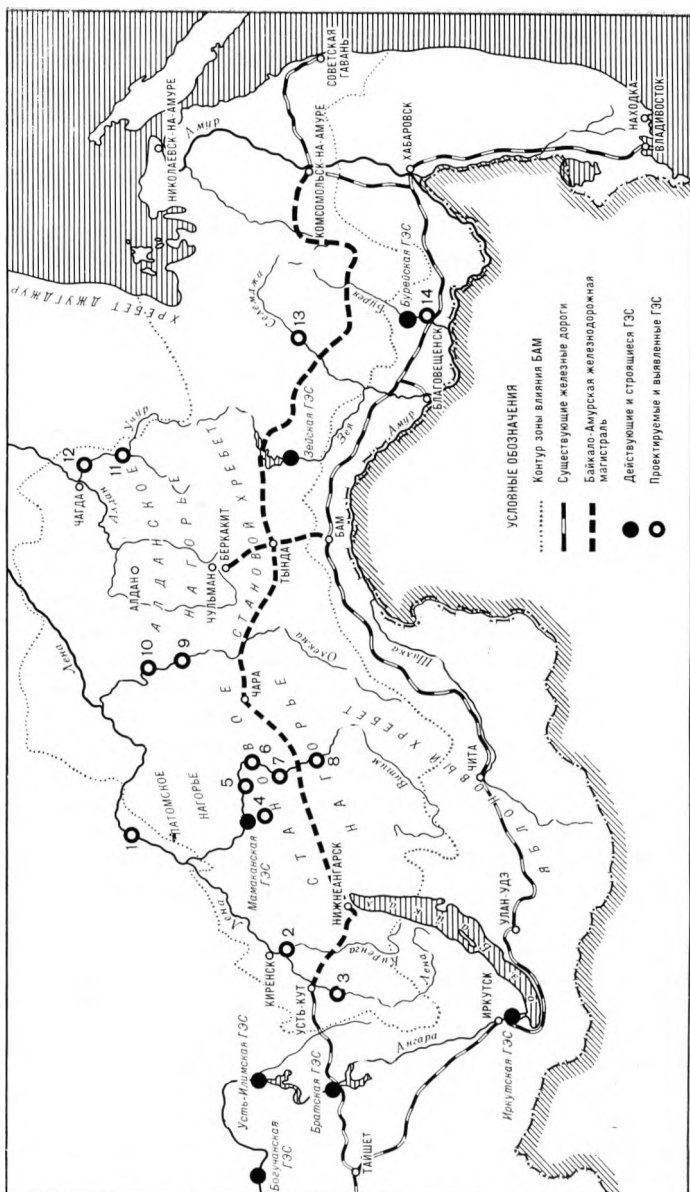 Богучанская
ГЭС
Усть-Илимская ГЭС
Братская ГЭС
ТАЙШЕТ
Ангара
ИРКУТСК
Иркутская ГЭС
УСТЬ-КУТ
КИРЕНСК
2
3
Киренга
Лена
Лена
НИЖНЕАНГАРСК
УЛАН-УДЭ
1
ПАТОМСКОЕ
НАГОРЬЕ
Мамаканская
ГЭС
4
5
6
7
8
СТАНОВОЕ
НАГОРЬЕ
Витим
ЯБЛОНОВЫЙ ХРЕБЕТ
ЧИТА
Шилка
ЧАРА
Олекма
9
10
Лена
АЛДАН
АЛДАНСКОЕ
НАГОРЬЕ
ЧУЛЬМАН
БЕРКАКИТ
СТАНОВОЙ ХРЕБЕТ
ТЫНДА
БАМ
ЧАГДА
Алдан
12
11
Учур
Зейская ГЭС
Зея
Амур
БЛАГОВЕЩЕНСК
Селемджа
13
Бурея
Бурейская ГЭС
14
ХРЕБЕТ ДЖУГДЖУР
НИКОЛАЕВСК-НА-АМУРЕ
Амур
КОМСОМОЛЬСК-НА-АМУРЕ
СОВЕТСКАЯ
ГАВАНЬ
ХАБАРОВСК
НАХОДКА
ВЛАДИВОСТОК
УСЛОВНЫЕ ОБОЗНАЧЕНИЯ
Контур зоны влияния БАМ
Существующие железные дороги
Байкало-Амурская железнодорожная
магистраль
Действующие и строящиеся ГЭС
Проектируемые и выявленные ГЭС